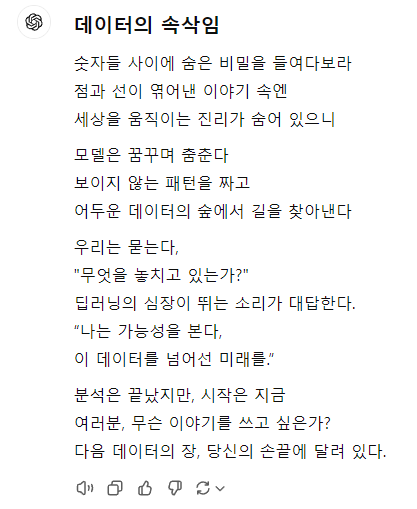 데이터의 속삭임
숫자들 사이에 숨은 비밀을 들여다보라
점과 선이 엮어낸 이야기 속엔
세상을 움직이는 진리가 숨어 있으니
모델은 꿈꾸며 춤춘다
보이지 않는 패턴을 짜고
어두운 데이터의 숲에서 길을 찾아낸다
우리는 묻는다,
"무엇을 놓치고 있는가?"
딥러닝의 심장이 뛰는 소리가 대답한다.
“나는 가능성을 본다,
이 데이터를 넘어선 미래를.”
분석은 끝났지만, 시작은 지금
여러분, 무슨 이야기를 쓰고 싶은가?
다음 데이터의 장, 당신의 손끝에 달려 있다.